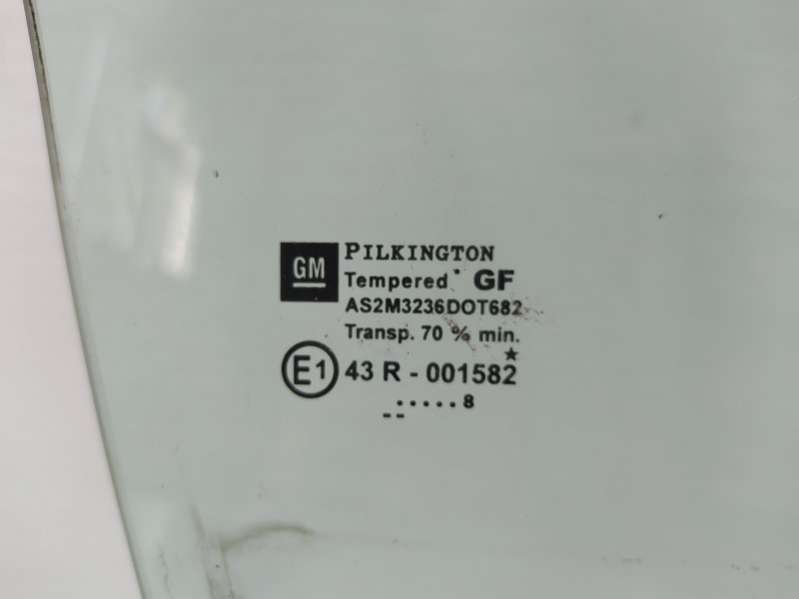 GM
PILKINGTON
Tempered GF
AS2M3236DOT682
Transp. 70 % min.
E1 43 R - 001582
..... 8